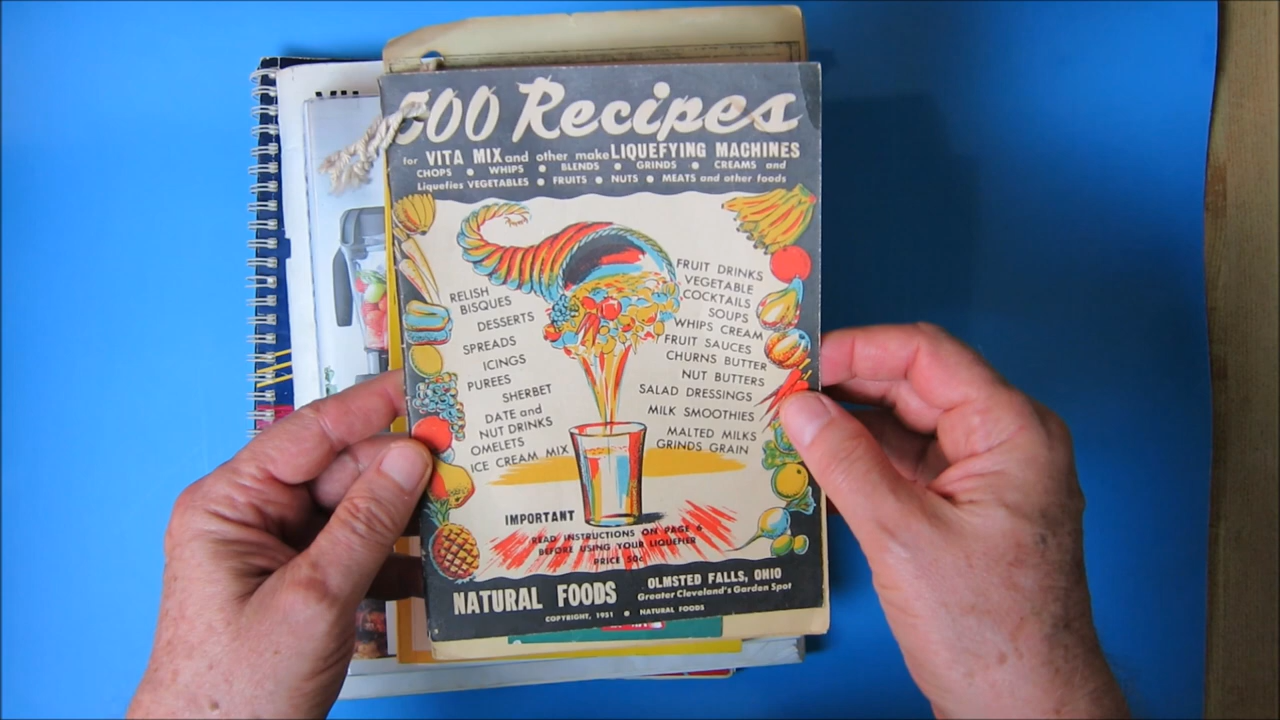 500 Recipes
for VITA MIX and other make LIQUEFYING MACHINES
CHOPS • WHIPS • BLENDS • GRINDS • CREAMS and
Liquefies VEGETABLES • FRUITS • NUTS • MEATS and other foods
RELISH
BISQUES
DESSERTS
SPREADS
ICINGS
PUREES
SHERBET
DATE and
NUT DRINKS
OMELETS
ICE CREAM MIX
FRUIT DRINKS
VEGETABLE
COCKTAILS
SOUPS
WHIPS CREAM
FRUIT SAUCES
CHURNS BUTTER
NUT BUTTERS
SALAD DRESSINGS
MILK SMOOTHIES
MALTED MILKS
GRINDS GRAIN
IMPORTANT
READ INSTRUCTIONS ON PAGE 6
BEFORE USING YOUR LIQUEFIER
PRICE 50c
NATURAL FOODS
OLMSTED FALLS, OHIO
Greater Cleveland's Garden Spot
COPYRIGHT, 1951 • NATURAL FOODS